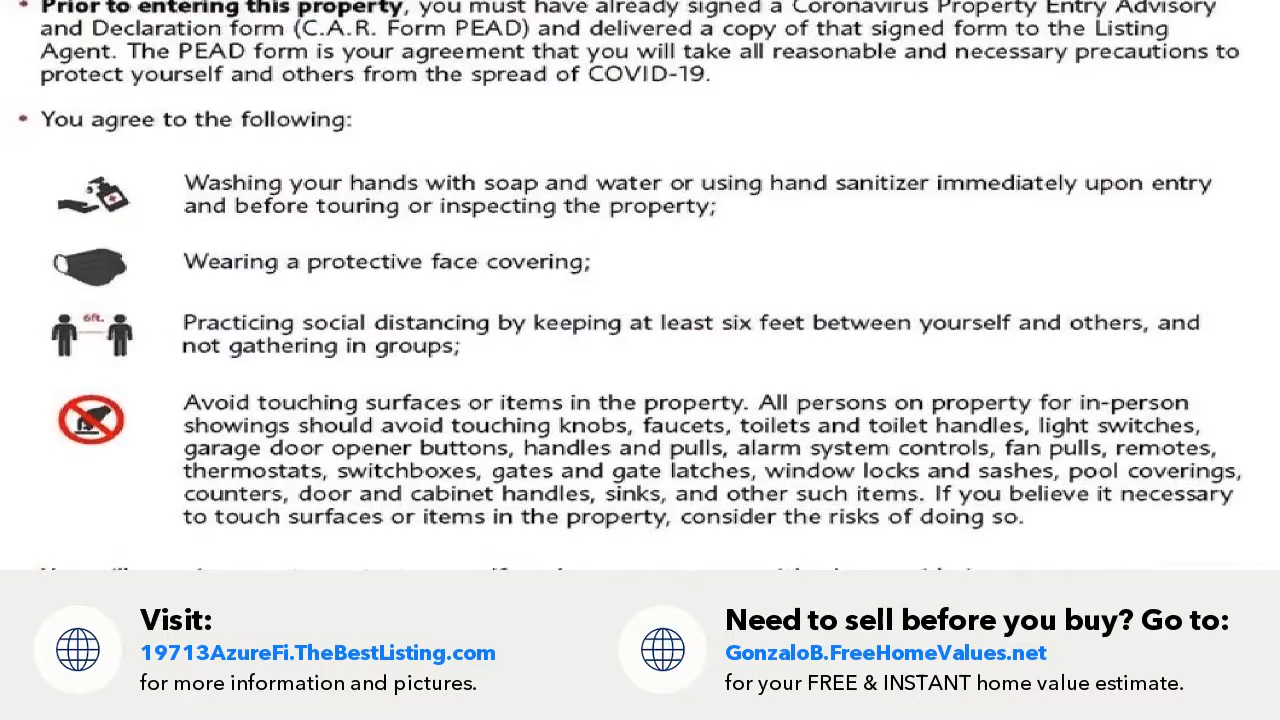 • Prior to entering this property, you must have already signed a Coronavirus Property Entry Advisory
and Declaration form (C.A.R. Form PEAD) and delivered a copy of that signed form to the Listing
Agent. The PEAD form is your agreement that you will take all reasonable and necessary precautions to
protect yourself and others from the spread of COVID-19.
• You agree to the following:
Washing your hands with soap and water or using hand sanitizer immediately upon entry
and before touring or inspecting the property;
Wearing a protective face covering;
6ft.
Practicing social distancing by keeping at least six feet between yourself and others, and
not gathering in groups;
Avoid touching surfaces or items in the property. All persons on property for in-person
showings should avoid touching knobs, faucets, toilets and toilet handles, light switches,
garage door opener buttons, handles and pulls, alarm system controls, fan pulls, remotes,
thermostats, switchboxes, gates and gate latches, window locks and sashes, pool coverings,
counters, door and cabinet handles, sinks, and other such items. If you believe it necessary
to touch surfaces or items in the property, consider the risks of doing so.
Visit:
19713AzureFi.TheBestListing.com
for more information and pictures.
Need to sell before you buy? Go to:
GonzaloB.FreeHomeValues.net
for your FREE & INSTANT home value estimate.